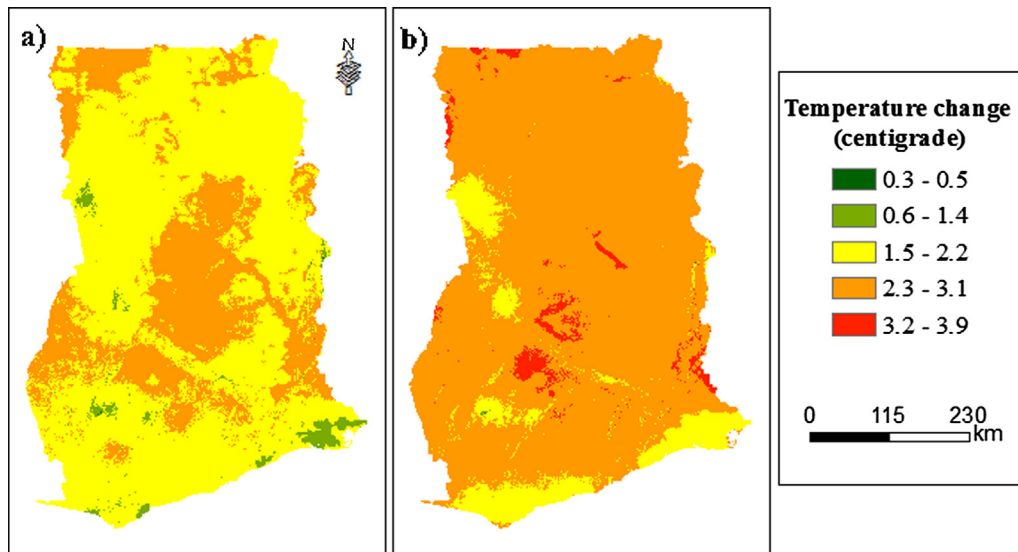 a)
N
b)
Temperature change
(centigrade)
0.3 - 0.5
0.6 - 1.4
1.5 - 2.2
2.3 - 3.1
3.2 - 3.9
0 115 230
km